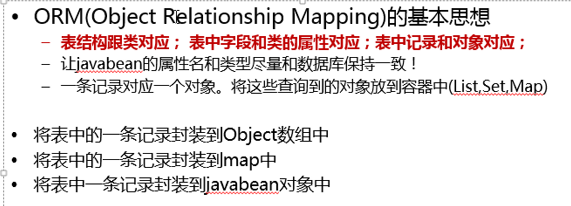 • ORM(Object Relationship Mapping)的基本思想
– 表结构跟类对应； 表中字段和类的属性对应；表中记录和对象对应；
– 让javabean的属性名和类型尽量和数据库保持一致！
– 一条记录对应一个对象。将这些查询到的对象放到容器中(List,Set,Map)
• 将表中的一条记录封装到Object数组中
• 将表中的一条记录封装到map中
• 将表中一条记录封装到javabean对象中